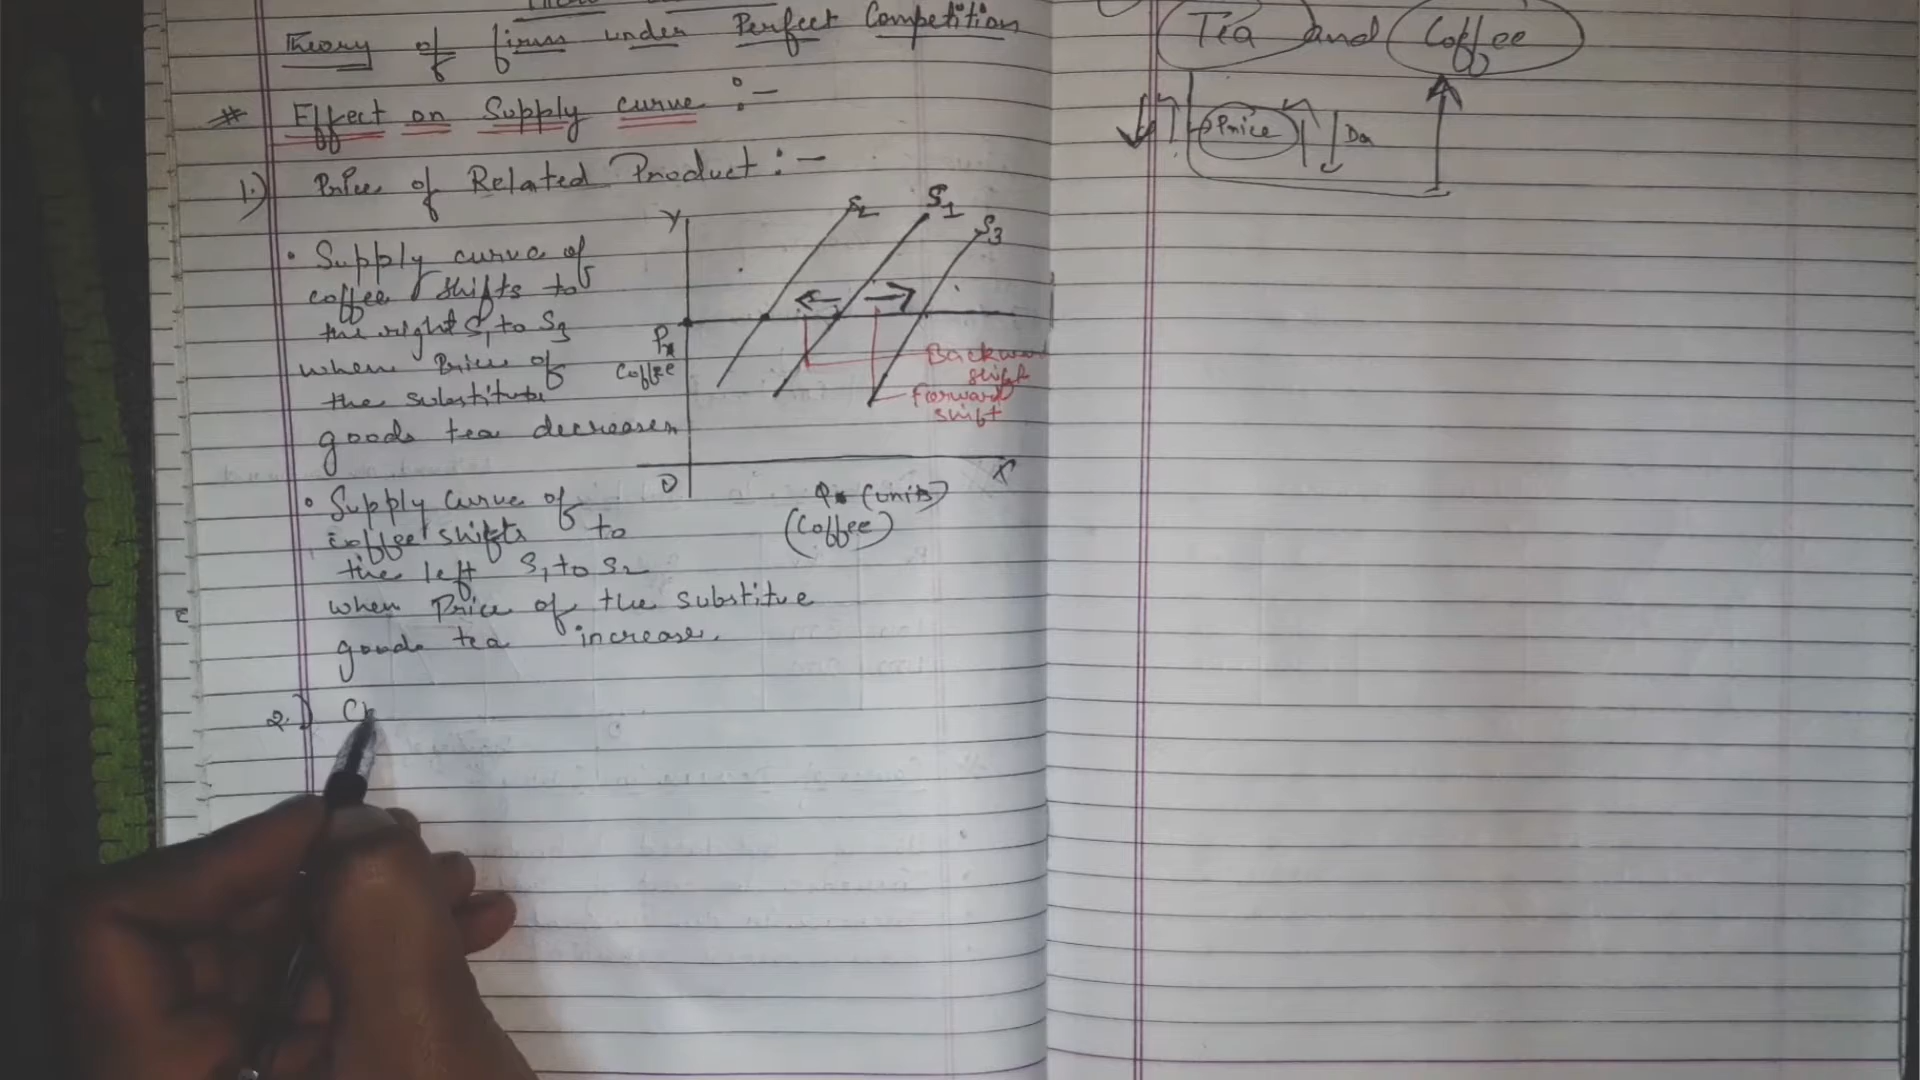 Theory of firms under Perfect Competition
# Effect on Supply curve :-
1.) Price of Related Product :-
• Supply curve of
coffee shifts to
the right S1 to S3
when Price of
the substitute
goods tea decreases
• Supply curve of
coffee shifts to
the left S1 to S2
when Price of the substitue
goods tea increase.
2.) Ch
Y
S2
S1
S3
Px
Coffee
Backward
shift
forward
shift
O
X
Qx (units)
(Coffee)
Tea and Coffee
Price